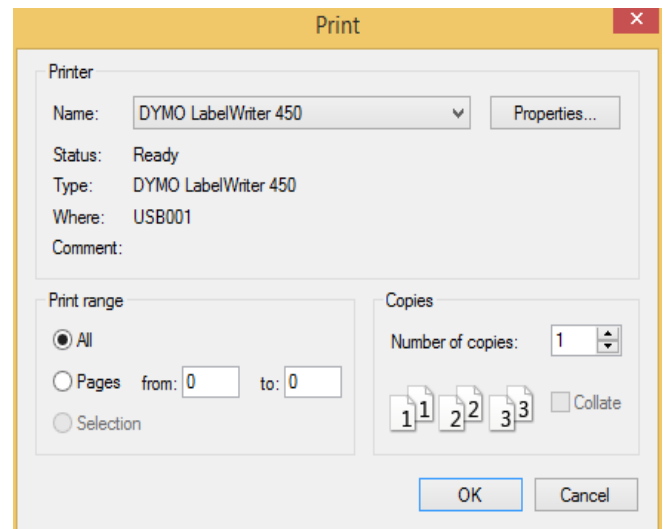 Print
Printer
Name: DYMO LabelWriter 450 Properties...
Status: Ready
Type: DYMO LabelWriter 450
Where: USB001
Comment:
Print range
All
Pages from: 0 to: 0
Selection
Copies
Number of copies: 1
1 1 2 2 3 3 Collate
OK Cancel